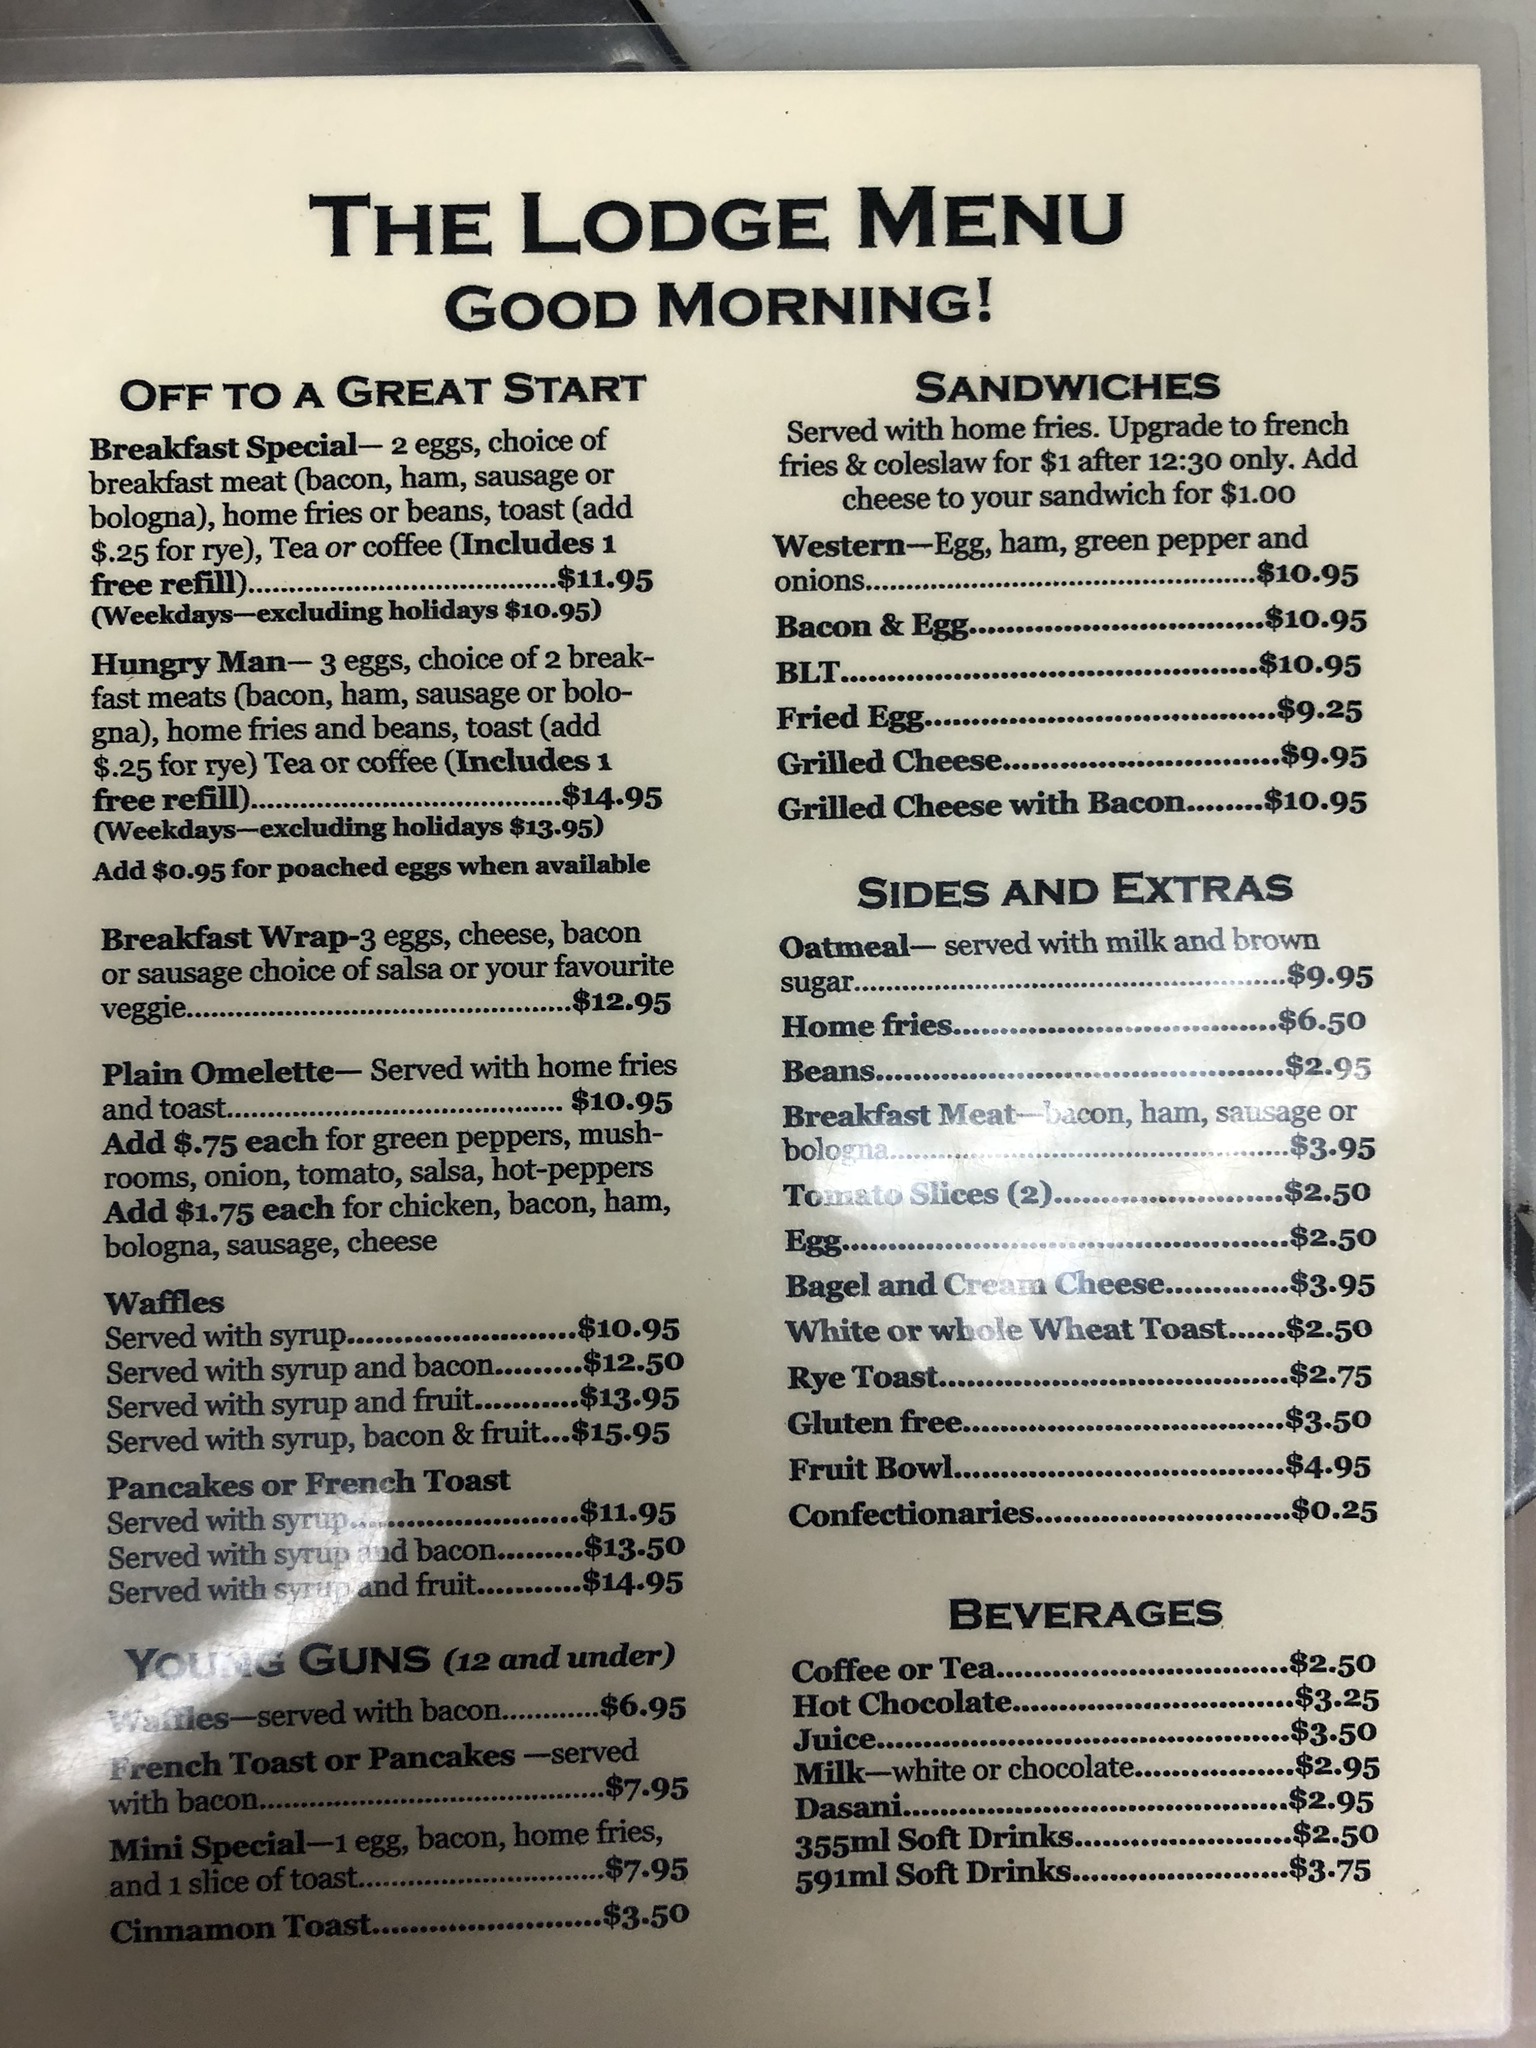 THE LODGE MENU
GOOD MORNING!
OFF TO A GREAT START
Breakfast Special— 2 eggs, choice of
breakfast meat (bacon, ham, sausage or
bologna), home fries or beans, toast (add
$.25 for rye), Tea or coffee (Includes 1
free refill)....................................$11.95
(Weekdays—excluding holidays $10.95)
Hungry Man— 3 eggs, choice of 2 break-
fast meats (bacon, ham, sausage or bolo-
gna), home fries and beans, toast (add
$.25 for rye) Tea or coffee (Includes 1
free refill)....................................$14.95
(Weekdays—excluding holidays $13.95)
Add $0.95 for poached eggs when available
Breakfast Wrap-3 eggs, cheese, bacon
or sausage choice of salsa or your favourite
veggie.............................................$12.95
Plain Omelette— Served with home fries
and toast........................................ $10.95
Add $.75 each for green peppers, mush-
rooms, onion, tomato, salsa, hot-peppers
Add $1.75 each for chicken, bacon, ham,
bologna, sausage, cheese
Waffles
Served with syrup...........................$10.95
Served with syrup and bacon..........$12.50
Served with syrup and fruit............$13.95
Served with syrup, bacon & fruit...$15.95
Pancakes or French Toast
Served with syrup...........................$11.95
Served with syrup and bacon..........$13.50
Served with syrup and fruit............$14.95
YOUNG GUNS (12 and under)
Waffles—served with bacon............$6.95
French Toast or Pancakes —served
with bacon.........................................$7.95
Mini Special—1 egg, bacon, home fries,
and 1 slice of toast.............................$7.95
Cinnamon Toast...........................$3.50
SANDWICHES
Served with home fries. Upgrade to french
fries & coleslaw for $1 after 12:30 only. Add
cheese to your sandwich for $1.00
Western—Egg, ham, green pepper and
onions..............................................$10.95
Bacon & Egg..................................$10.95
BLT.................................................$10.95
Fried Egg.........................................$9.25
Grilled Cheese................................$9.95
Grilled Cheese with Bacon.........$10.95
SIDES AND EXTRAS
Oatmeal— served with milk and brown
sugar..................................................$9.95
Home fries......................................$6.50
Beans................................................$2.95
Breakfast Meat—bacon, ham, sausage or
bologna...............................................$3.95
Tomato Slices (2)..........................$2.50
Egg....................................................$2.50
Bagel and Cream Cheese..............$3.95
White or whole Wheat Toast......$2.50
Rye Toast.........................................$2.75
Gluten free......................................$3.50
Fruit Bowl.......................................$4.95
Confectionaries..............................$0.25
BEVERAGES
Coffee or Tea..................................$2.50
Hot Chocolate.................................$3.25
Juice.................................................$3.50
Milk—white or chocolate..................$2.95
Dasani..............................................$2.95
355ml Soft Drinks..........................$2.50
591ml Soft Drinks..........................$3.75